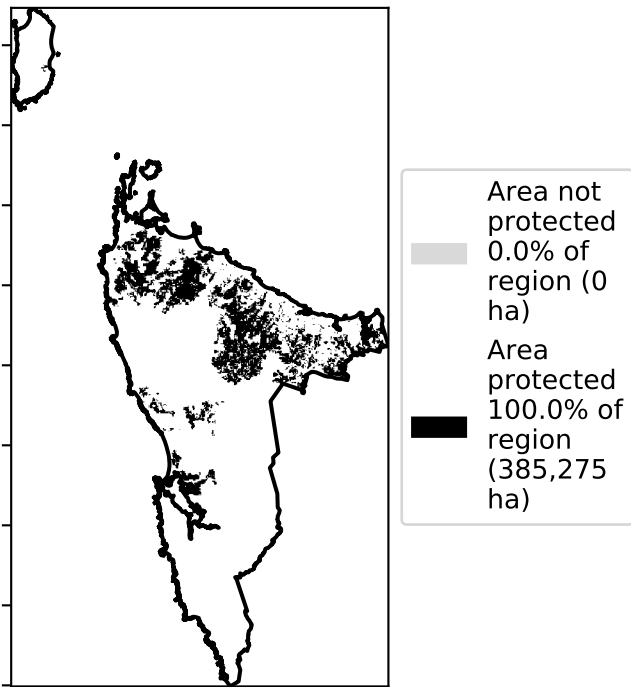 Area not
protected
0.0% of
region (0
ha)
Area
protected
100.0% of
region
(385,275
ha)